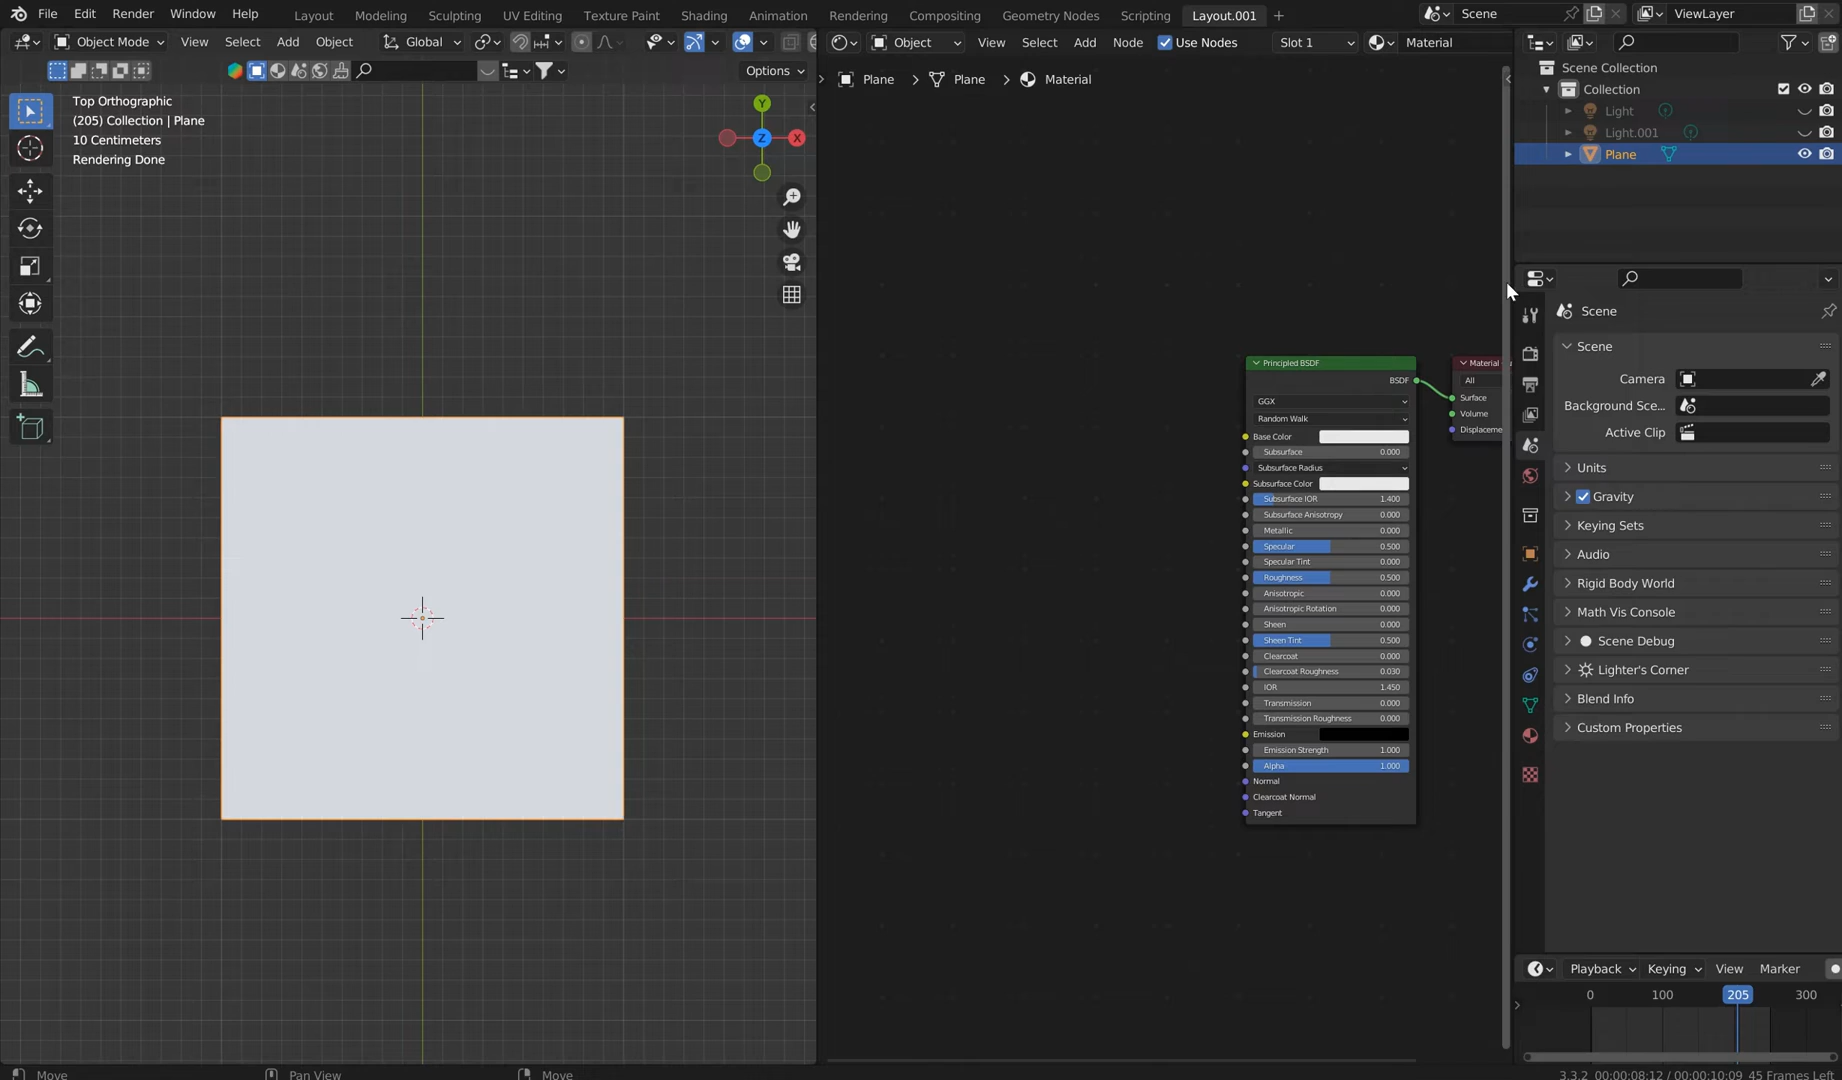 File Edit Render Window Help Layout Modeling Sculpting UV Editing Texture Paint Shading Animation Rendering Compositing Geometry Nodes Scripting Layout.001 + Scene ViewLayer
Object Mode View Select Add Object Global
Object View Select Add Node Use Nodes Slot 1 Material
Options
Top Orthographic
(205) Collection | Plane
10 Centimeters
Rendering Done
Y
Z
X
Plane > Plane > Material
Principled BSDF
BSDF
GGX
Random Walk
Base Color
Subsurface 0.000
Subsurface Radius
Subsurface Color
Subsurface IOR 1.400
Subsurface Anisotropy 0.000
Metallic 0.000
Specular 0.500
Specular Tint 0.000
Roughness 0.500
Anisotropic 0.000
Anisotropic Rotation 0.000
Sheen 0.000
Sheen Tint 0.500
Clearcoat 0.000
Clearcoat Roughness 0.030
IOR 1.450
Transmission 0.000
Transmission Roughness 0.000
Emission
Emission Strength 1.000
Alpha 1.000
Normal
Clearcoat Normal
Tangent
Material
All
Surface
Volume
Displaceme
Scene Collection
Collection
Light
Light.001
Plane
Scene
Scene
Camera
Background Sce...
Active Clip
Units
Gravity
Keying Sets
Audio
Rigid Body World
Math Vis Console
Scene Debug
Lighter's Corner
Blend Info
Custom Properties
Playback Keying View Marker
0 100 205 300
Move Pan View Move
3.3.2 00:00:08:12 / 00:00:10:09 45 Frames Left